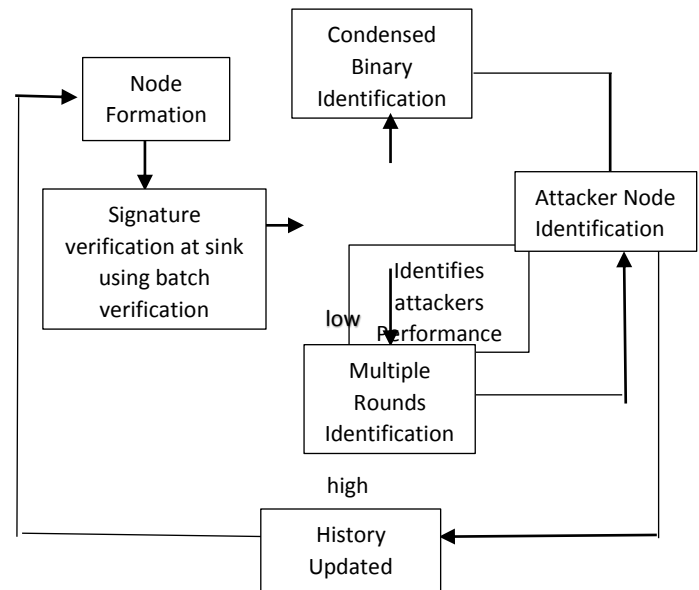 Condensed
Binary
Identification
Node
Formation
Signature
verification at sink
using batch
verification
Attacker Node
Identification
Identifies
attackers
Performance
low
Multiple
Rounds
Identification
high
History
Updated